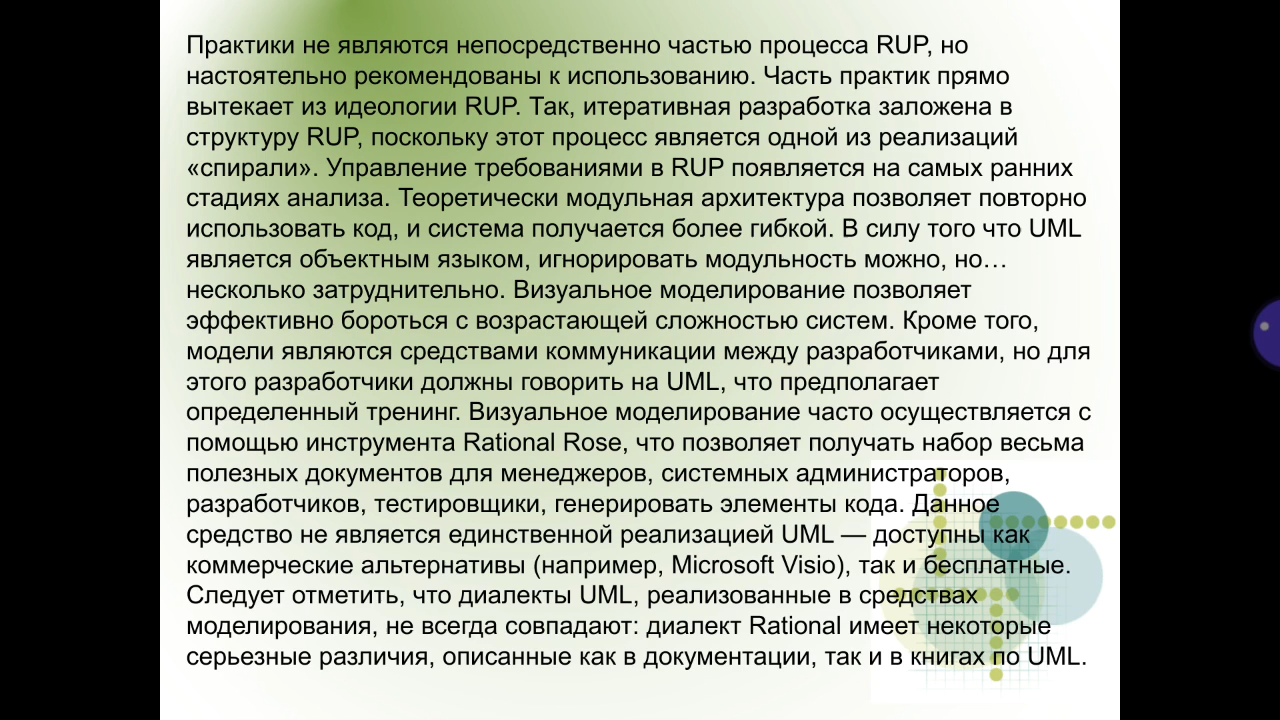 Практики не являются непосредственно частью процесса RUP, но
настоятельно рекомендованы к использованию. Часть практик прямо
вытекает из идеологии RUP. Так, итеративная разработка заложена в
структуру RUP, поскольку этот процесс является одной из реализаций
«спирали». Управление требованиями в RUP появляется на самых ранних
стадиях анализа. Теоретически модульная архитектура позволяет повторно
использовать код, и система получается более гибкой. В силу того что UML
является объектным языком, игнорировать модульность можно, но…
несколько затруднительно. Визуальное моделирование позволяет
эффективно бороться с возрастающей сложностью систем. Кроме того,
модели являются средствами коммуникации между разработчиками, но для
этого разработчики должны говорить на UML, что предполагает
определенный тренинг. Визуальное моделирование часто осуществляется с
помощью инструмента Rational Rose, что позволяет получать набор весьма
полезных документов для менеджеров, системных администраторов,
разработчиков, тестировщики, генерировать элементы кода. Данное
средство не является единственной реализацией UML — доступны как
коммерческие альтернативы (например, Microsoft Visio), так и бесплатные.
Следует отметить, что диалекты UML, реализованные в средствах
моделирования, не всегда совпадают: диалект Rational имеет некоторые
серьезные различия, описанные как в документации, так и в книгах по UML.